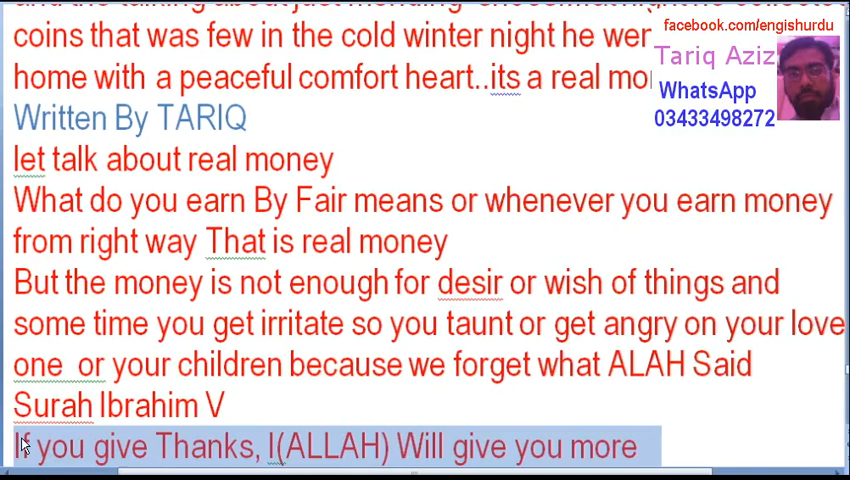 facebook.com/engishurdu
coins that was few in the cold winter night he wer
Tariq Aziz
home with a peaceful comfort heart..its a real mo
WhatsApp
Written By TARIQ
03433498272
let talk about real money
What do you earn By Fair means or whenever you earn money
from right way That is real money
But the money is not enough for desir or wish of things and
some time you get irritate so you taunt or get angry on your love
one or your children because we forget what ALAH Said
Surah Ibrahim V
If you give Thanks, I(ALLAH) Will give you more